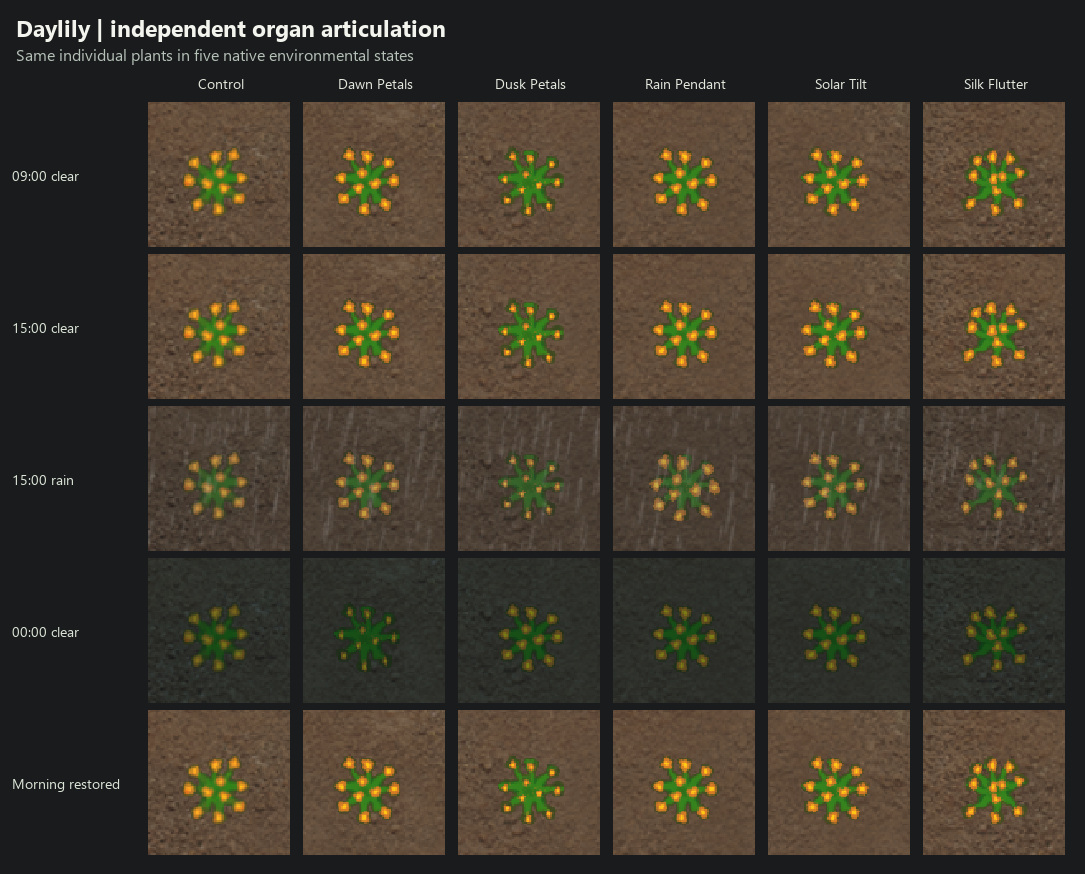 Daylily | independent organ articulation
Same individual plants in five native environmental states
Control Dawn Petals Dusk Petals Rain Pendant Solar Tilt Silk Flutter
09:00 clear
15:00 clear
15:00 rain
00:00 clear
Morning restored